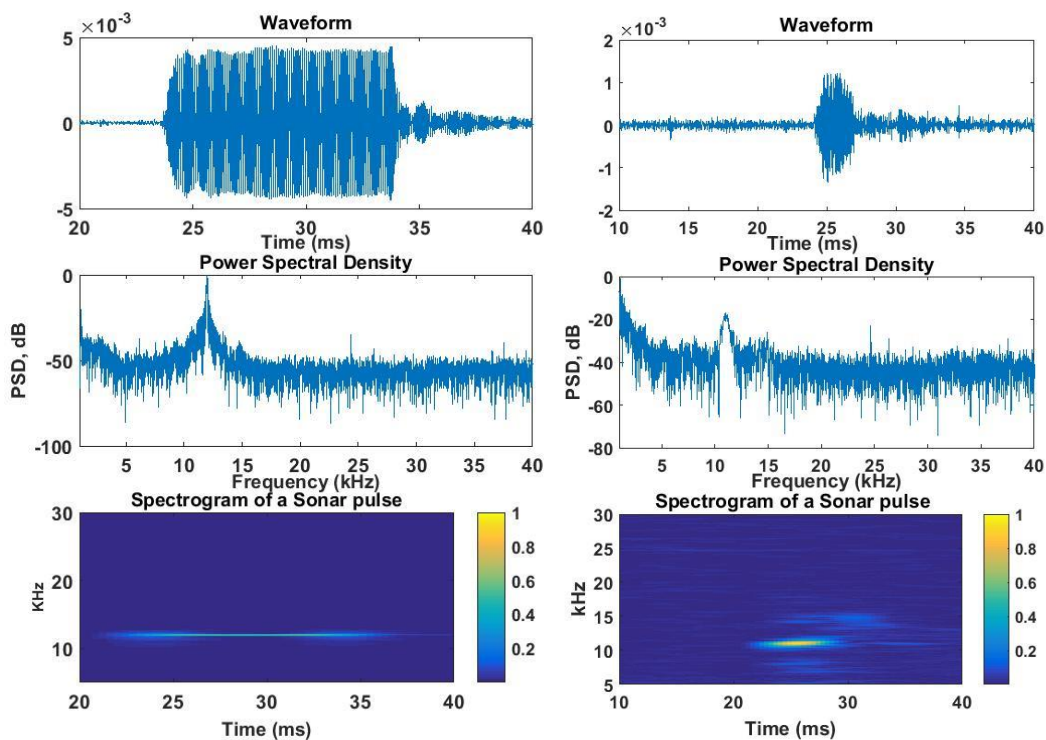 ×10⁻³ Waveform
5
0
-5
20 25 30 35 40
Time (ms)
Power Spectral Density
PSD, dB
0
-50
-100
5 10 15 20 25 30 35 40
Frequency (kHz)
Spectrogram of a Sonar pulse
KHz
30
20
10
20 25 30 35 40
Time (ms)
1
0.8
0.6
0.4
0.2
×10⁻³ Waveform
2
1
0
-1
-2
10 15 20 25 30 35 40
Time (ms)
Power Spectral Density
PSD, dB
0
-20
-40
-60
-80
5 10 15 20 25 30 35 40
Frequency (kHz)
Spectrogram of a Sonar pulse
kHz
30
25
20
15
10
5
10 20 30 40
Time (ms)
1
0.8
0.6
0.4
0.2